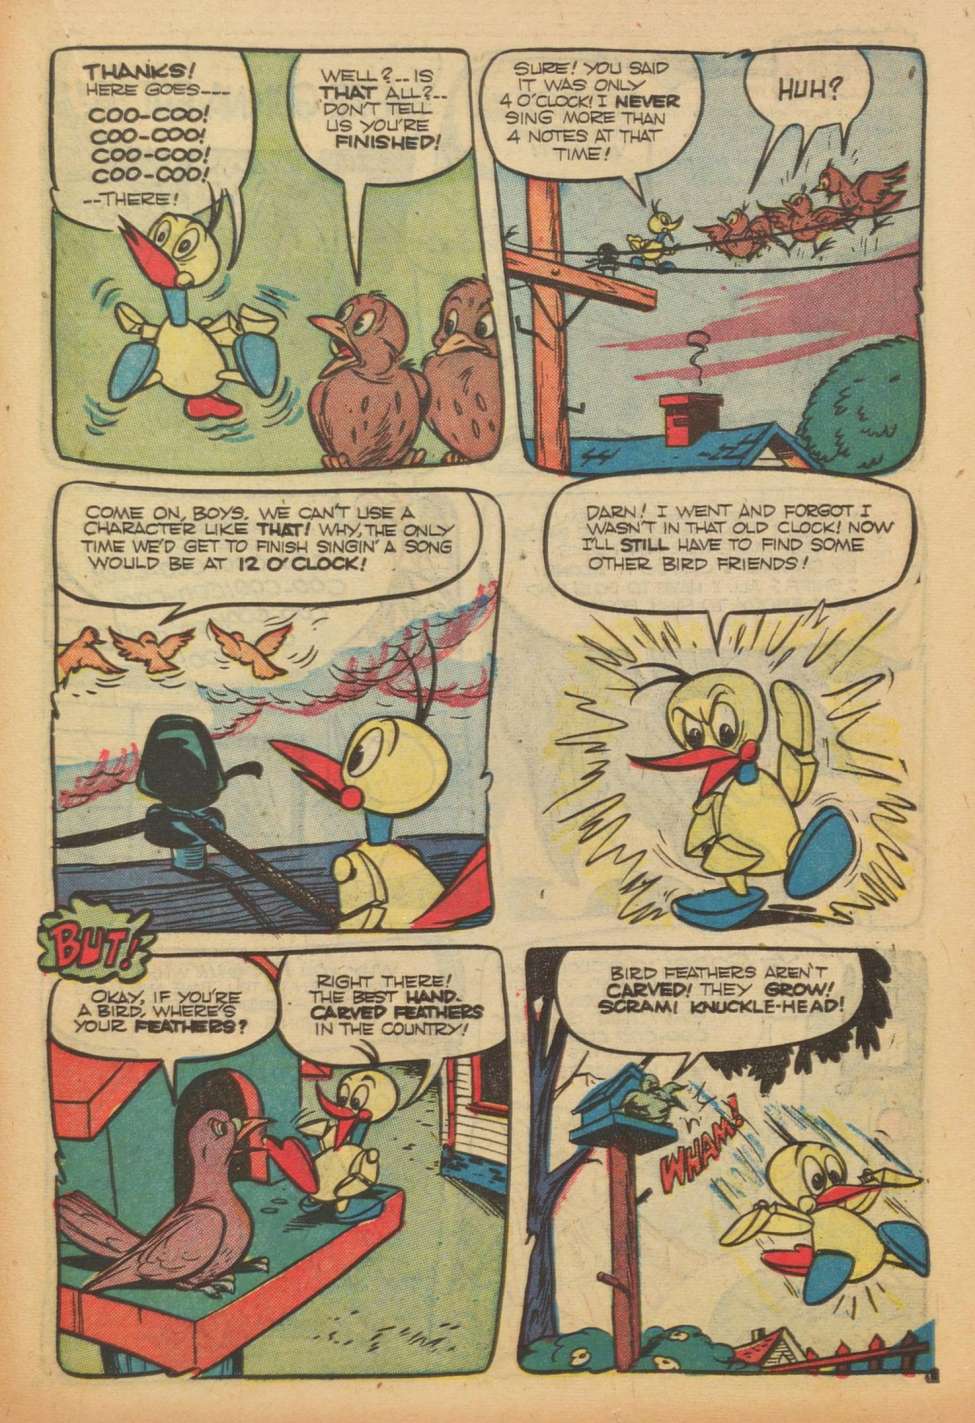 THANKS!
HERE GOES---
COO-COO!
COO-COO!
COO-COO!
COO-COO!
--THERE!
WELL?--IS
THAT ALL?--
DON'T TELL
US YOU'RE
FINISHED!
SURE! YOU SAID
IT WAS ONLY
4 O'CLOCK! I NEVER
SING MORE THAN
4 NOTES AT THAT
TIME!
HUH?
COME ON, BOYS. WE CAN'T USE A
CHARACTER LIKE THAT! WHY, THE ONLY
TIME WE'D GET TO FINISH SINGIN' A SONG
WOULD BE AT 12 O'CLOCK!
DARN! I WENT AND FORGOT I
WASN'T IN THAT OLD CLOCK! NOW
I'LL STILL HAVE TO FIND SOME
OTHER BIRD FRIENDS!
BUT!
OKAY, IF YOU'RE
A BIRD, WHERE'S
YOUR FEATHERS?
RIGHT THERE!
THE BEST HAND-
CARVED FEATHERS
IN THE COUNTRY!
BIRD FEATHERS AREN'T
CARVED! THEY GROW!
SCRAM! KNUCKLE-HEAD!
WHAM!